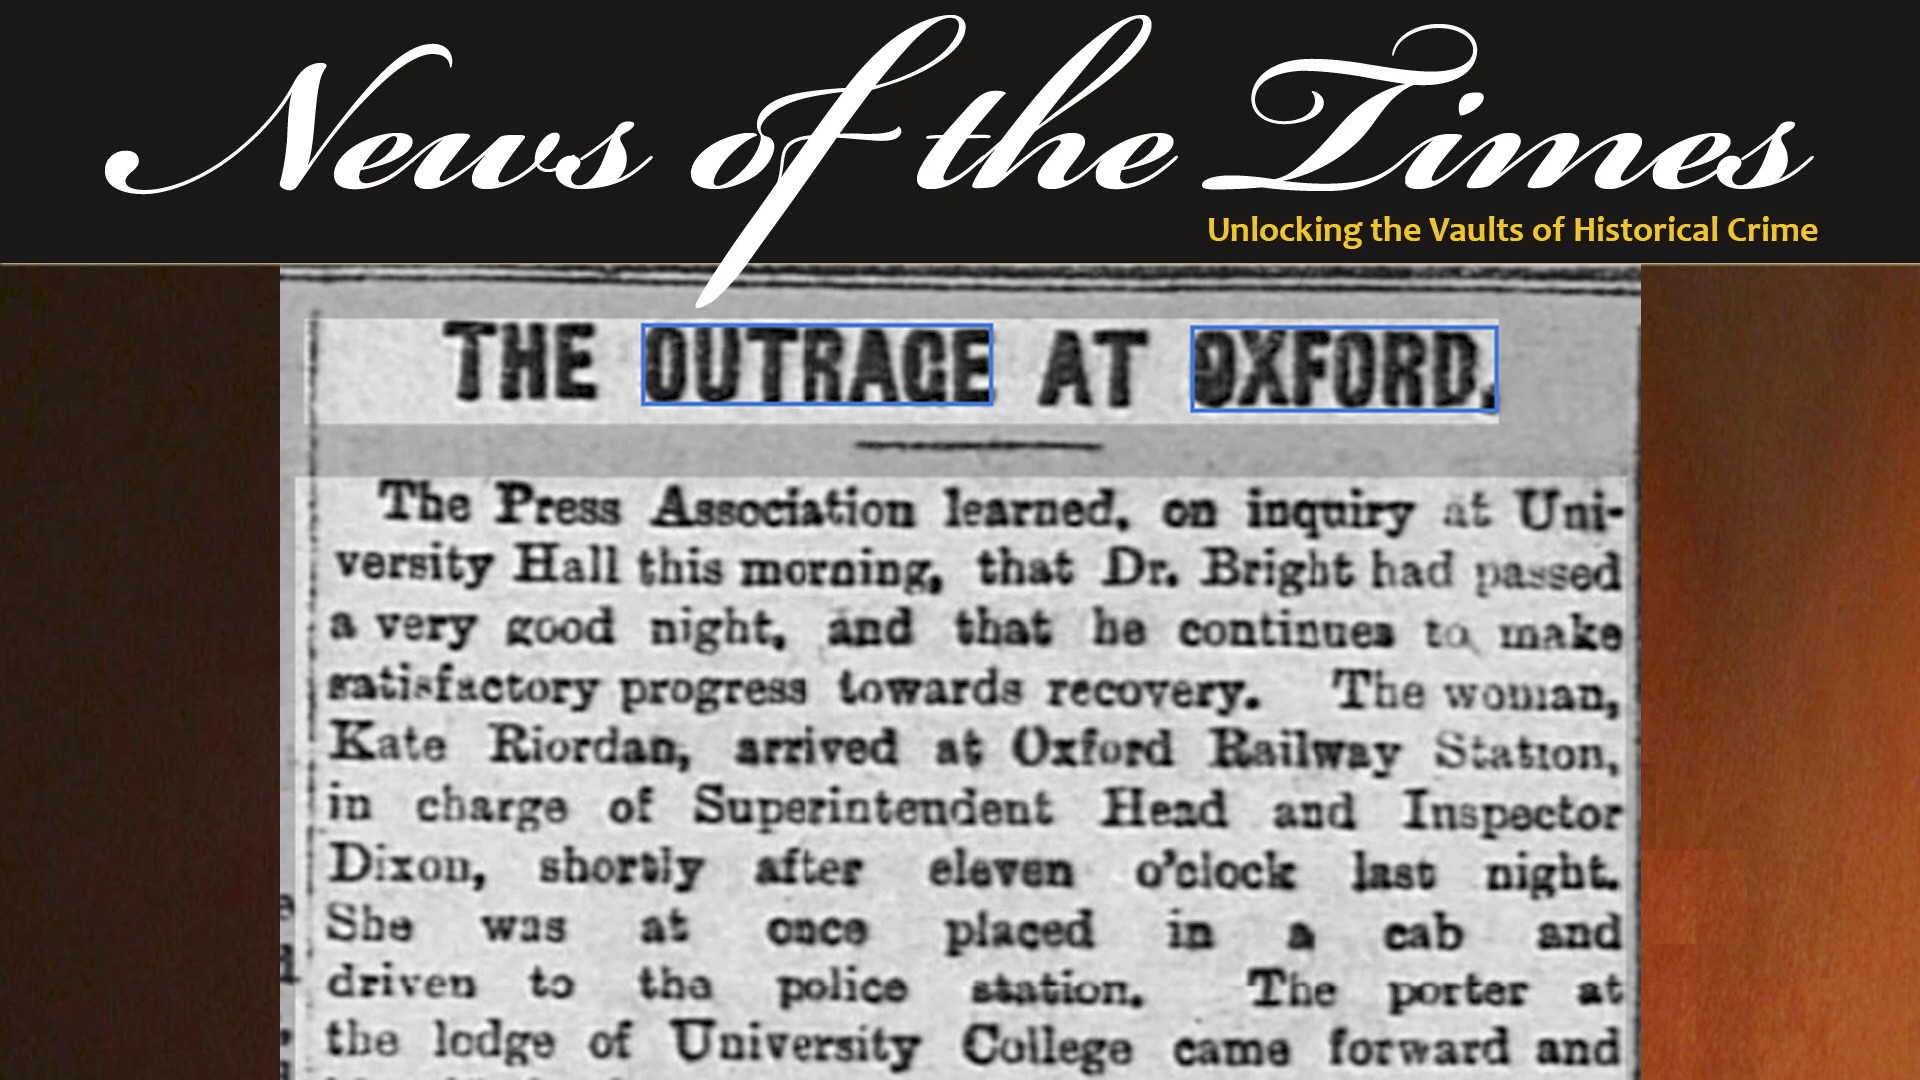 News of the Times
Unlocking the Vaults of Historical Crime
THE OUTRAGE AT OXFORD.
The Press Association learned, on inquiry at Uni-
versity Hall this morning, that Dr. Bright had passed
a very good night, and that he continues to make
satisfactory progress towards recovery. The woman,
Kate Riordan, arrived at Oxford Railway Station,
in charge of Superintendent Head and Inspector
Dixon, shortly after eleven o'clock last night.
She was at once placed in a cab and
driven to the police station. The porter at
the lodge of University College came forward and